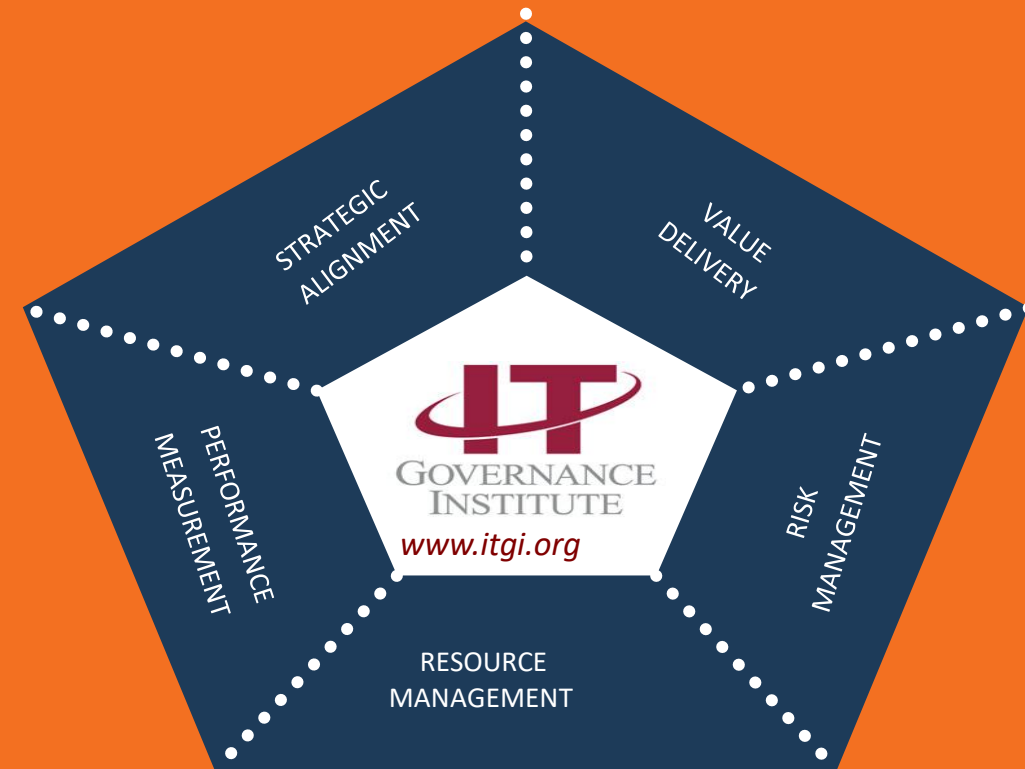 STRATEGIC
ALIGNMENT
VALUE
DELIVERY
IT
GOVERNANCE
INSTITUTE
www.itgi.org
PERFORMANCE
MEASUREMENT
RISK
MANAGEMENT
RESOURCE
MANAGEMENT